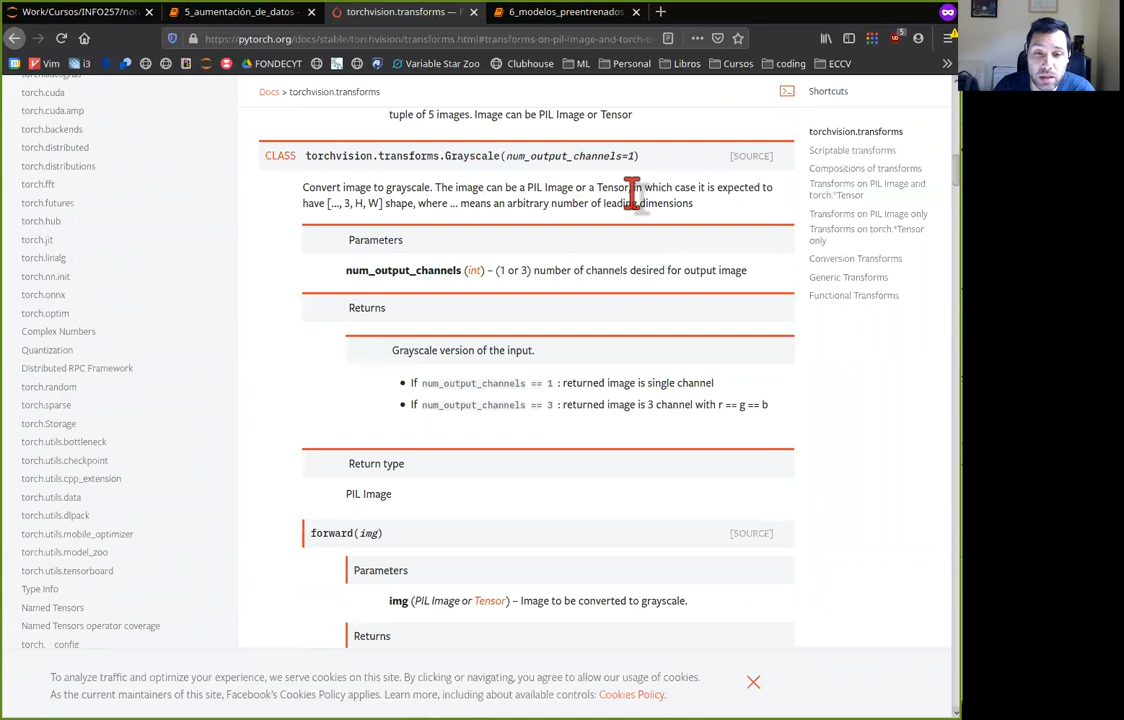 Work/Cursos/INFO257/not
5_aumentación_de_datos -
torchvision.transforms — P
6_modelos_preentrenados
https://pytorch.org/docs/stable/torchvision/transforms.html#transforms-on-pil-image-and-torch-
5
Vim
i3
FONDECYT
Variable Star Zoo
Clubhouse
ML
Personal
Libros
Cursos
coding
ECCV
torch.cuda
torch.cuda.amp
torch.backends
torch.distributed
torch.distributions
torch.fft
torch.futures
torch.hub
torch.jit
torch.linalg
torch.nn.init
torch.onnx
torch.optim
Complex Numbers
Quantization
Distributed RPC Framework
torch.random
torch.sparse
torch.Storage
torch.utils.bottleneck
torch.utils.checkpoint
torch.utils.cpp_extension
torch.utils.data
torch.utils.dlpack
torch.utils.mobile_optimizer
torch.utils.model_zoo
torch.utils.tensorboard
Type Info
Named Tensors
Named Tensors operator coverage
torch.__config__
Docs > torchvision.transforms
tuple of 5 images. Image can be PIL Image or Tensor
CLASS torchvision.transforms.Grayscale(num_output_channels=1) [SOURCE]
Convert image to grayscale. The image can be a PIL Image or a Tensor, in which case it is expected to
have […, 3, H, W] shape, where … means an arbitrary number of leading dimensions
Parameters
num_output_channels (int) – (1 or 3) number of channels desired for output image
Returns
Grayscale version of the input.
• If num_output_channels == 1 : returned image is single channel
• If num_output_channels == 3 : returned image is 3 channel with r == g == b
Return type
PIL Image
forward(img) [SOURCE]
Parameters
img (PIL Image or Tensor) – Image to be converted to grayscale.
Returns
Shortcuts
torchvision.transforms
Scriptable transforms
Compositions of transforms
Transforms on PIL Image and
torch.*Tensor
Transforms on PIL Image only
Transforms on torch.*Tensor
only
Conversion Transforms
Generic Transforms
Functional Transforms
To analyze traffic and optimize your experience, we serve cookies on this site. By clicking or navigating, you agree to allow our usage of cookies.
As the current maintainers of this site, Facebook's Cookies Policy applies. Learn more, including about available controls: Cookies Policy.